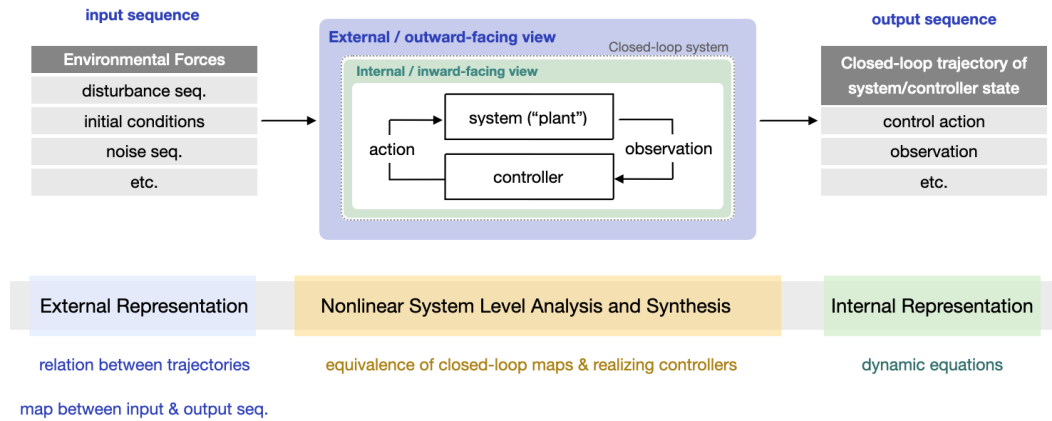 input sequence
Environmental Forces
disturbance seq.
initial conditions
noise seq.
etc.
External / outward-facing view
Closed-loop system
Internal / inward-facing view
system (“plant”)
action
observation
controller
output sequence
Closed-loop trajectory of
system/controller state
control action
observation
etc.
External Representation
Nonlinear System Level Analysis and Synthesis
Internal Representation
relation between trajectories
equivalence of closed-loop maps & realizing controllers
dynamic equations
map between input & output seq.